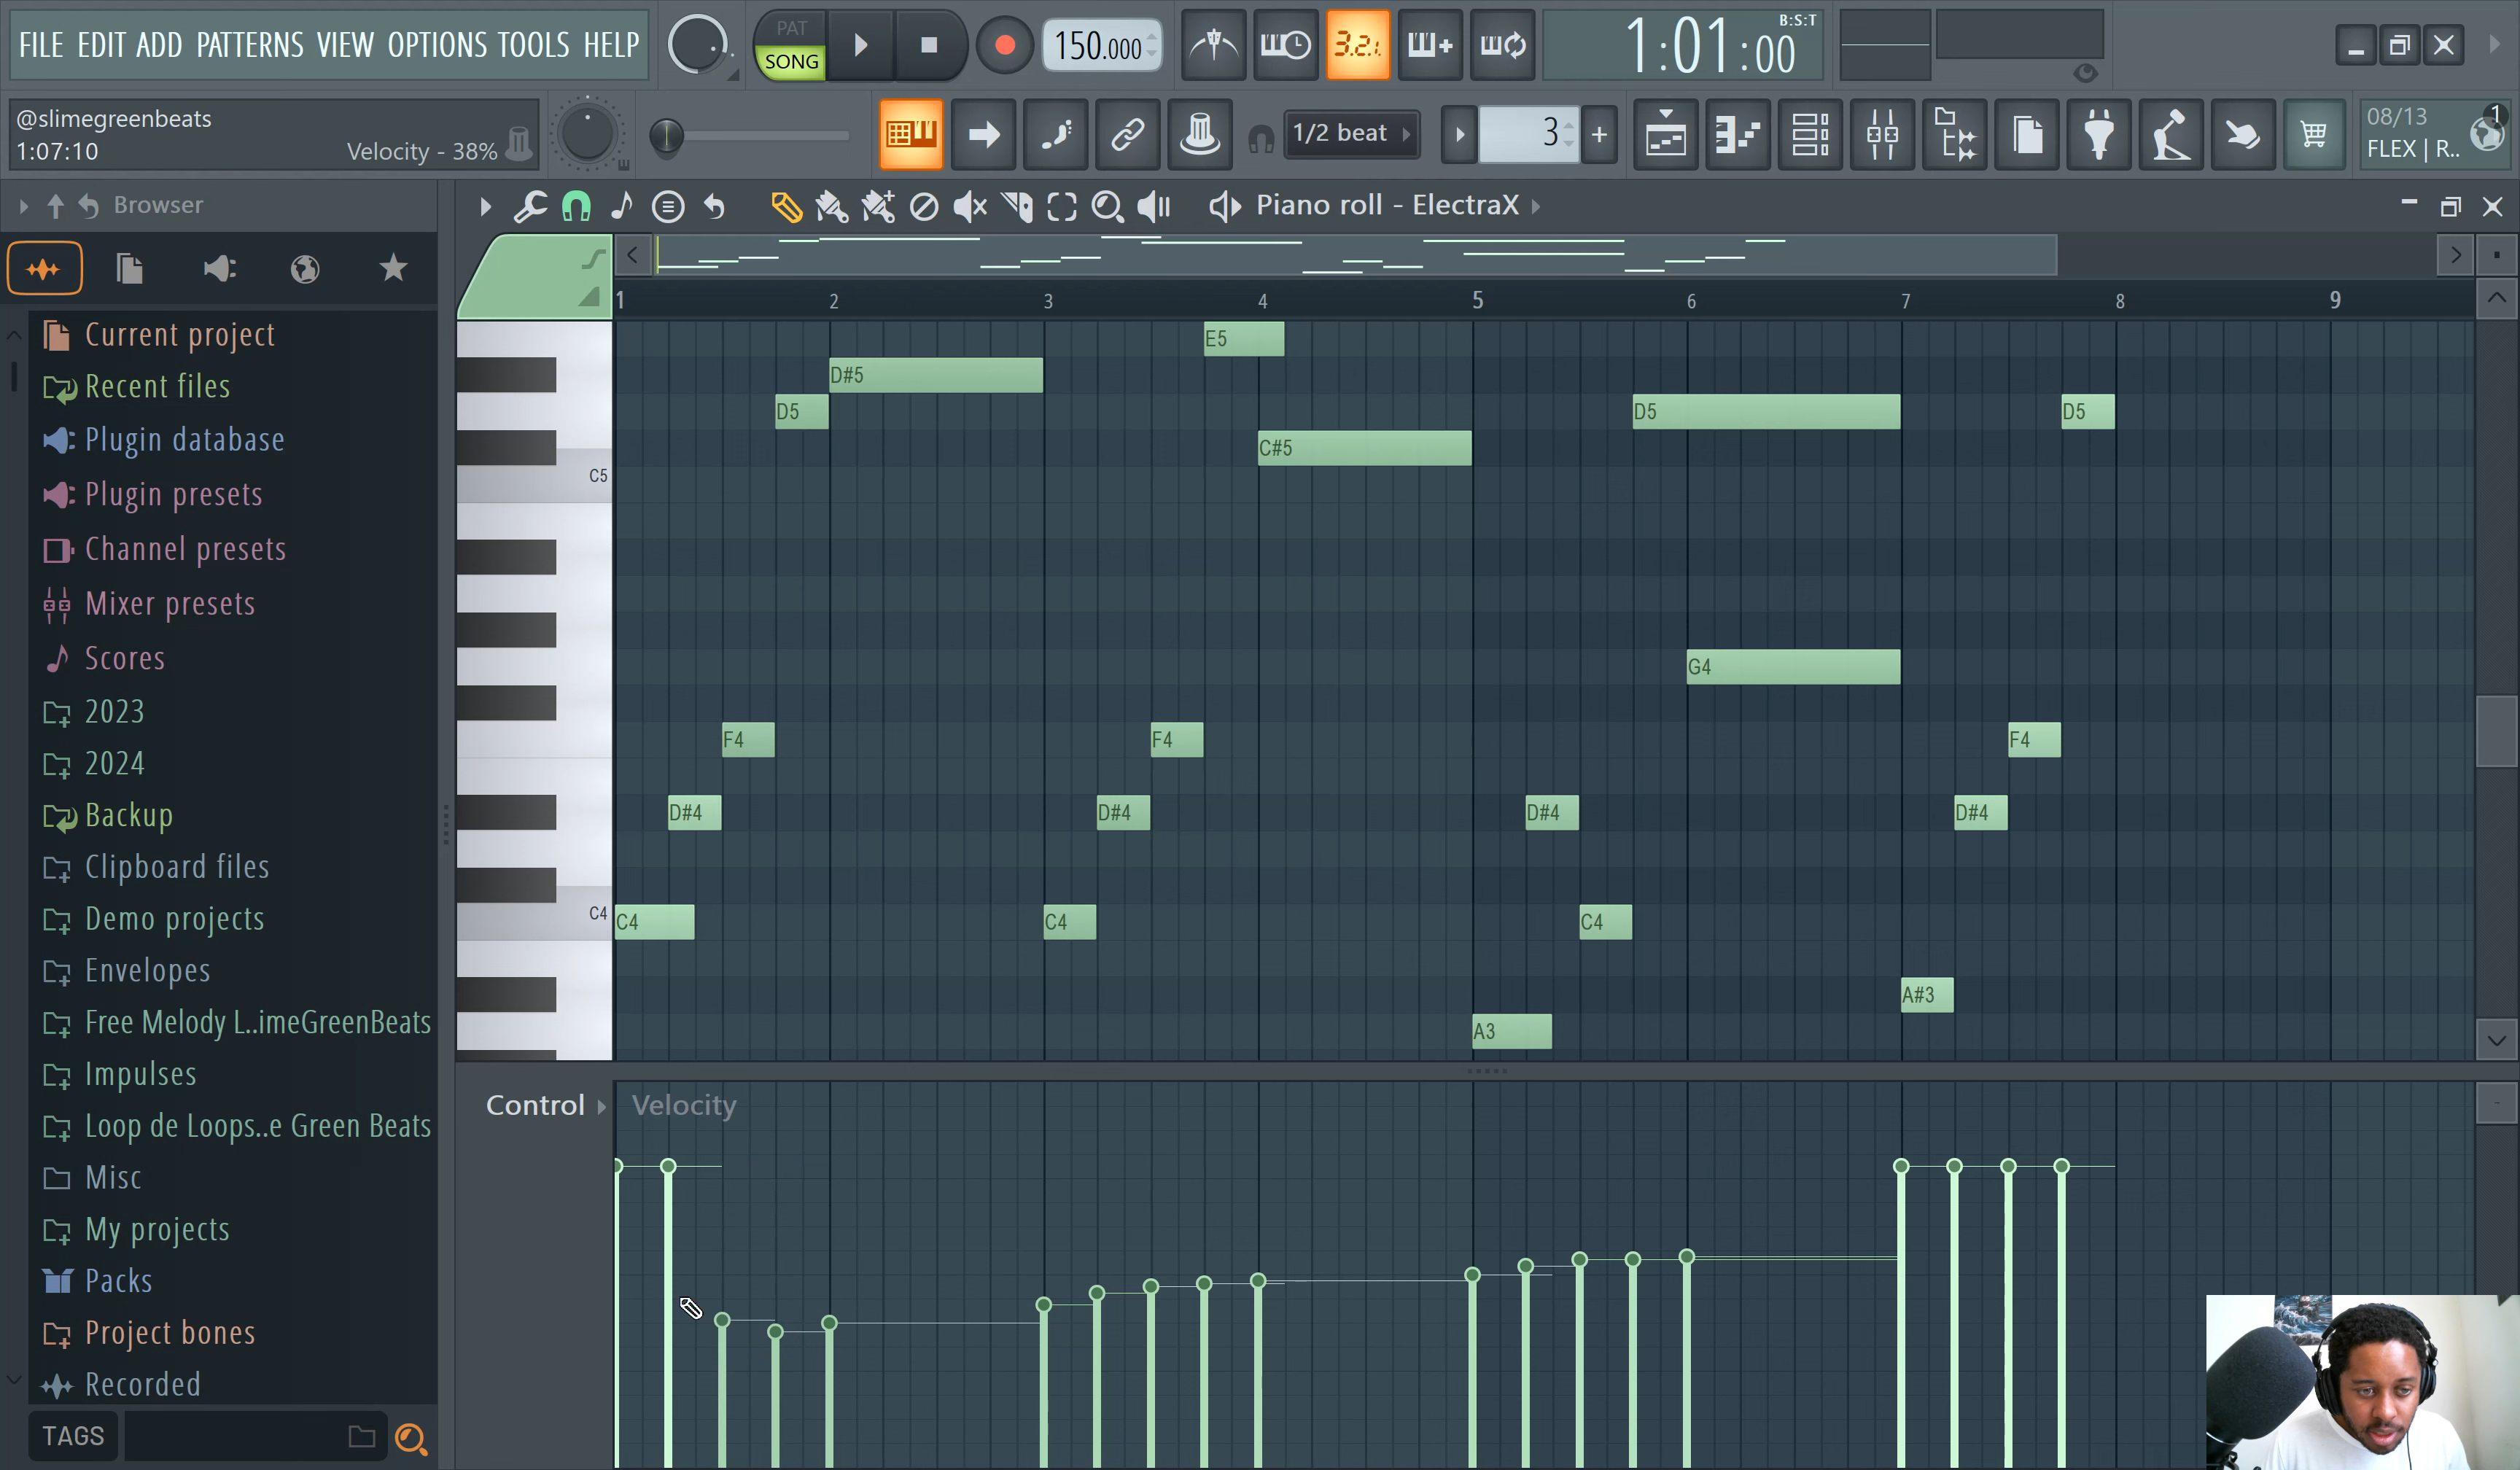 FILE EDIT ADD PATTERNS VIEW OPTIONS TOOLS HELP
PAT
SONG
150.000
3.2.1.
B:S:T
1:01:00
@slimegreenbeats
1:07:10
Velocity - 38%
1/2 beat
3
08/13
1
FLEX | R..
Browser
Piano roll - ElectraX
1 2 3 4 5 6 7 8 9
Current project
Recent files
Plugin database
Plugin presets
Channel presets
Mixer presets
Scores
2023
2024
Backup
Clipboard files
Demo projects
Envelopes
Free Melody L..imeGreenBeats
Impulses
Loop de Loops..e Green Beats
Misc
My projects
Packs
Project bones
Recorded
TAGS
E5
D#5
D5 D5 D5
C#5
C5
G4
F4 F4 F4
D#4 D#4 D#4 D#4
C4
C4 C4 C4
A#3
A3
Control Velocity